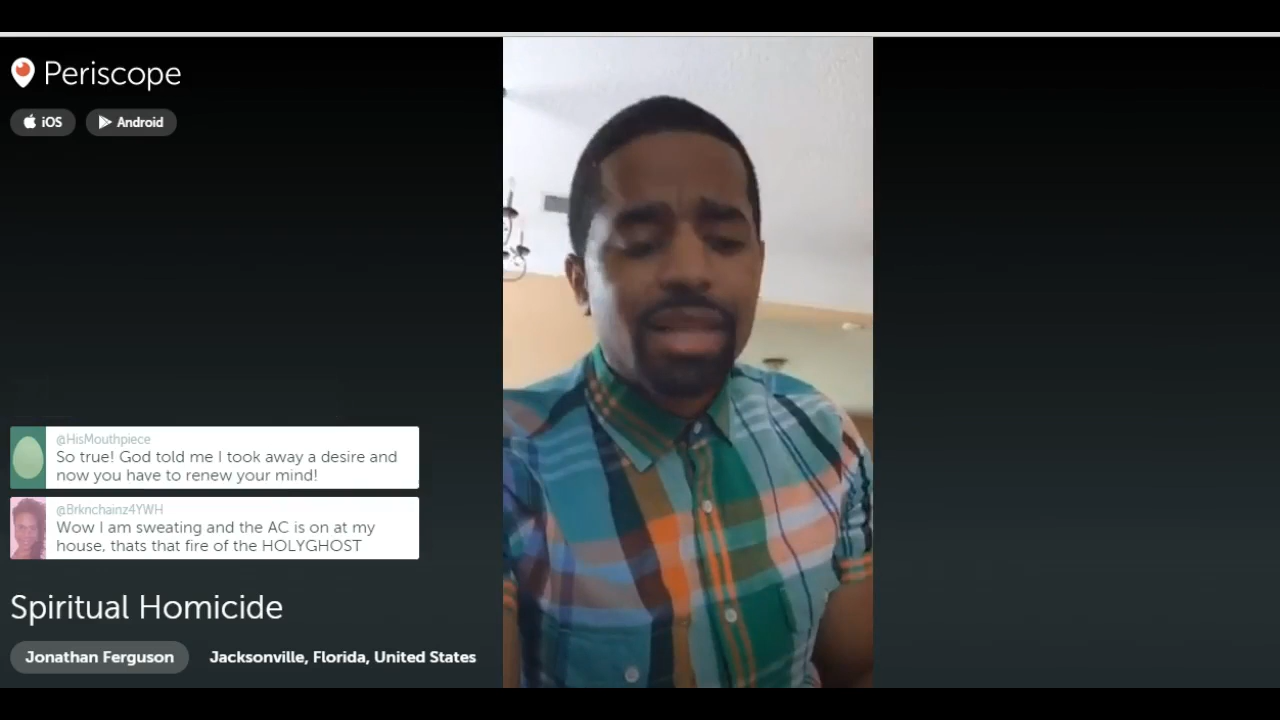 Periscope
iOS
Android
@HisMouthpiece
So true! God told me I took away a desire and
now you have to renew your mind!
@Brknchainz4YWH
Wow I am sweating and the AC is on at my
house, thats that fire of the HOLYGHOST
Spiritual Homicide
Jonathan Ferguson
Jacksonville, Florida, United States